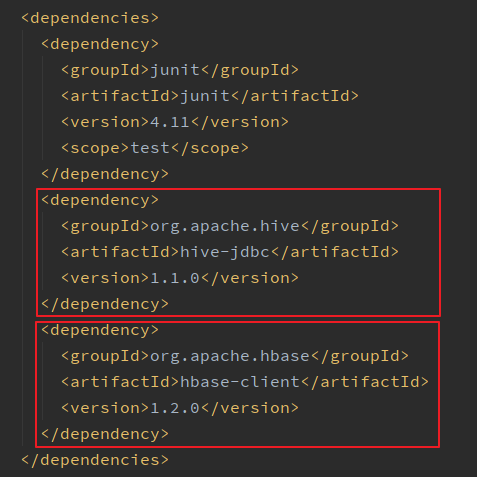 <dependencies>
<dependency>
<groupId>junit</groupId>
<artifactId>junit</artifactId>
<version>4.11</version>
<scope>test</scope>
</dependency>
<dependency>
<groupId>org.apache.hive</groupId>
<artifactId>hive-jdbc</artifactId>
<version>1.1.0</version>
</dependency>
<dependency>
<groupId>org.apache.hbase</groupId>
<artifactId>hbase-client</artifactId>
<version>1.2.0</version>
</dependency>
</dependencies>